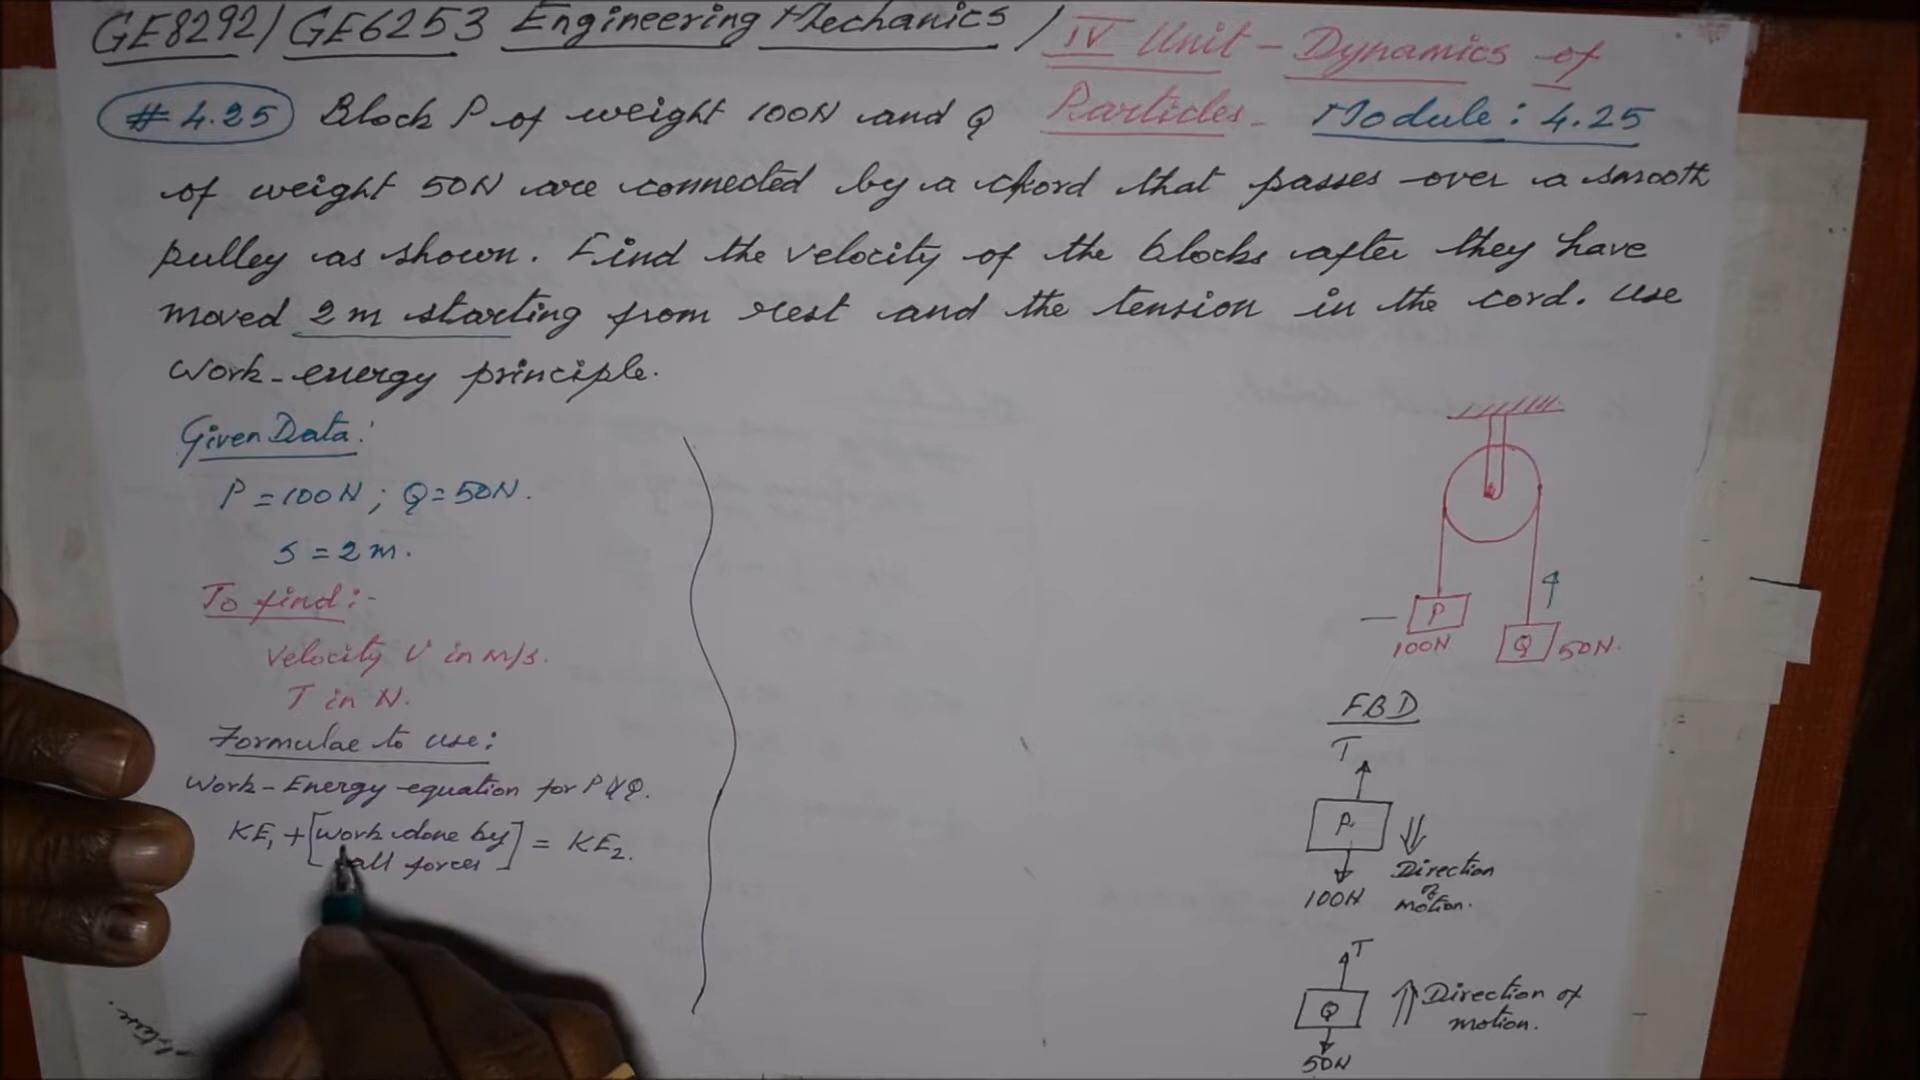 GE8292/ GE6253 Engineering Mechanics / IV Unit - Dynamics of
Particles. Module: 4.25
# 4.25 Block P of weight 100N and Q
of weight 50N are connected by a chord that passes over a smooth
pulley as shown. Find the velocity of the blocks after they have
moved 2m starting from rest and the tension in the cord. Use
work-energy principle.
Given Data:
P = 100N ; Q = 50N.
S = 2m.
To find :-
Velocity v in m/s.
T in N.
Formulae to use:
Work-Energy equation for P & Q.
KE1 + [work done by all forces] = KE2.
P
100N
Q
50N.
FBD
T
P
100N
Direction
of
motion.
T
Q
50N
Direction of
motion.